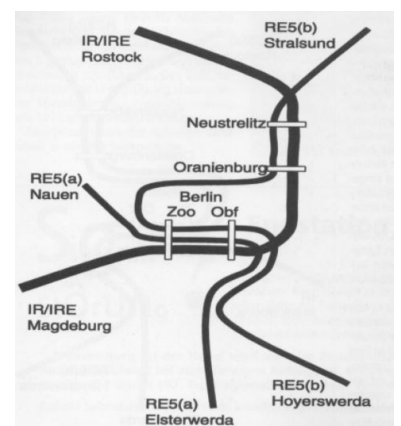 RE5(b)
Stralsund
IR/IRE
Rostock
Neustrelitz
Oranienburg
RE5(a)
Nauen
Berlin
Zoo Obf
IR/IRE
Magdeburg
RE5(b)
Hoyerswerda
RE5(a)
Elsterwerda